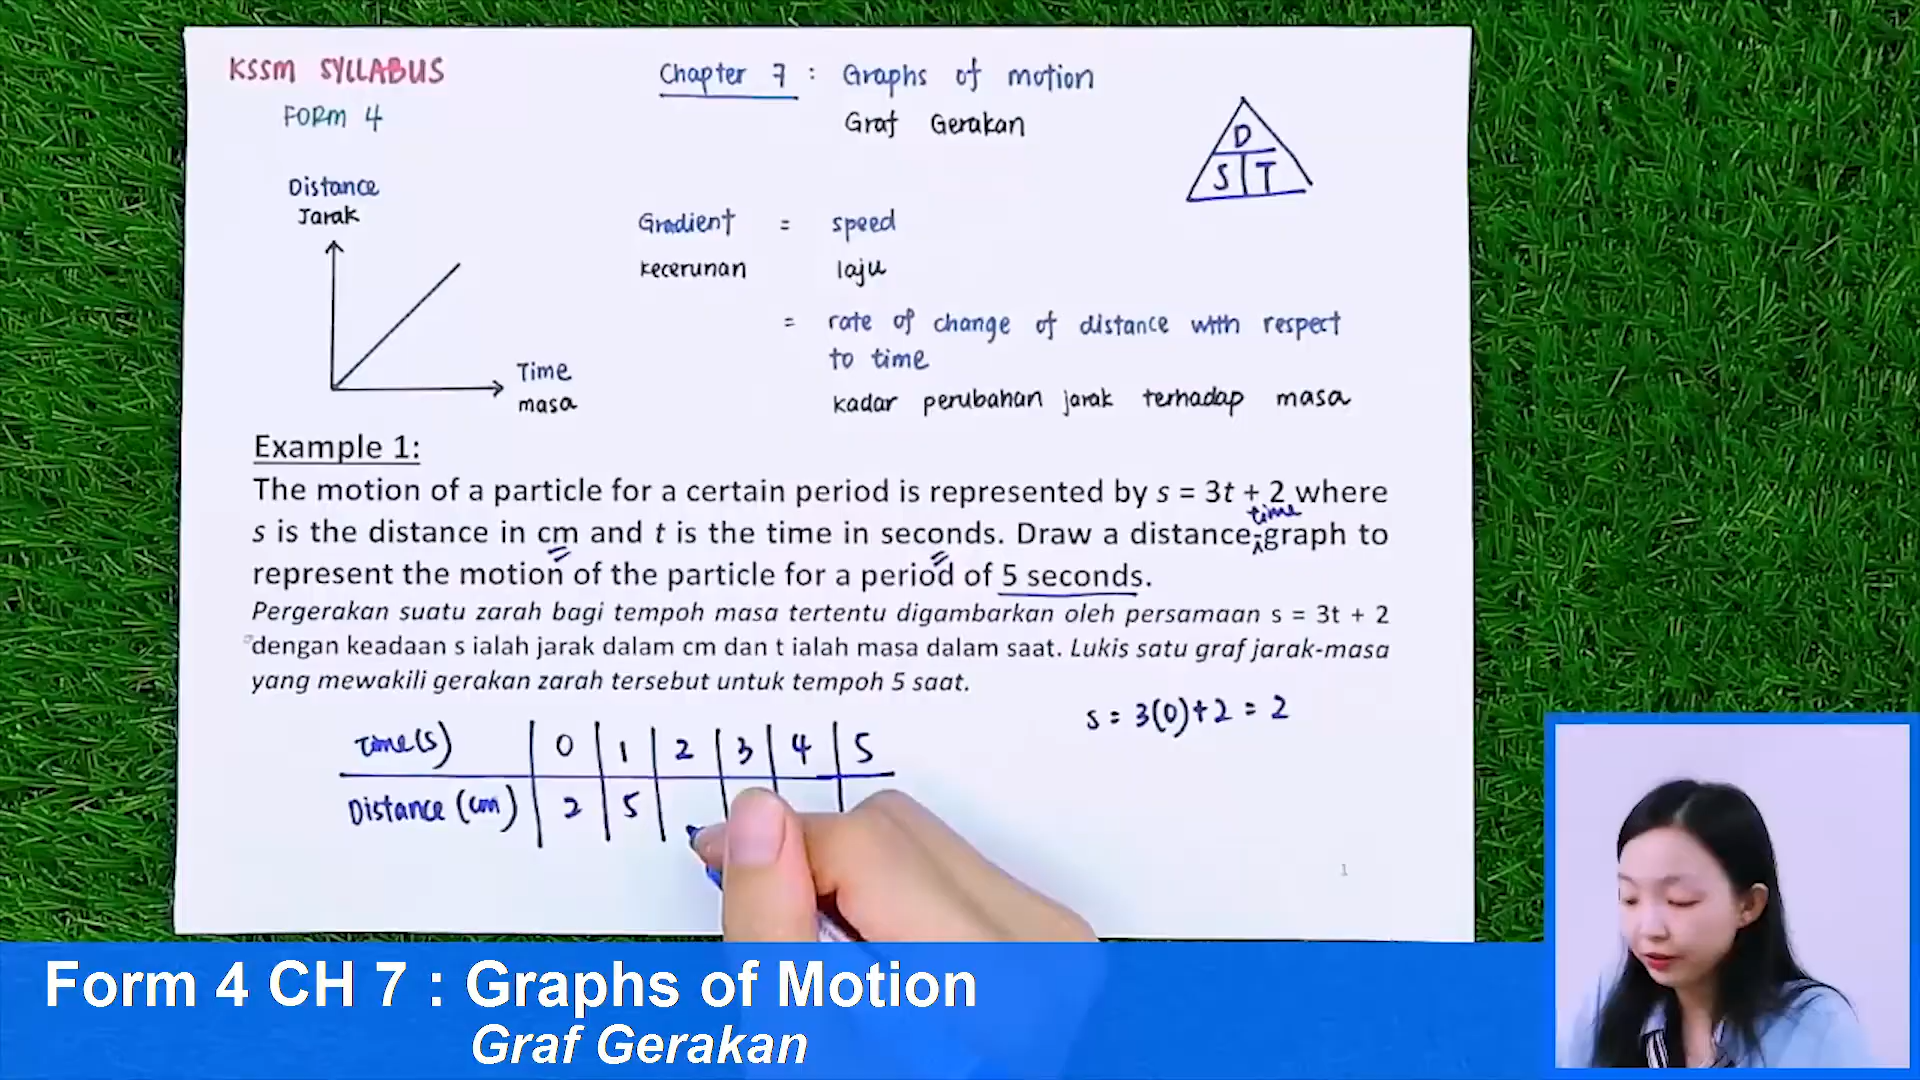 KSSM SYLLABUS
FORM 4
Chapter 7 : Graphs of motion
Graf Gerakan
D
S T
Distance
Jarak
Time
masa
Gradient = speed
kecerunan laju
= rate of change of distance with respect
to time
kadar perubahan jarak terhadap masa
Example 1:
The motion of a particle for a certain period is represented by s = 3t + 2 where
time
s is the distance in cm and t is the time in seconds. Draw a distance-graph to
represent the motion of the particle for a period of 5 seconds.
Pergerakan suatu zarah bagi tempoh masa tertentu digambarkan oleh persamaan s = 3t + 2
dengan keadaan s ialah jarak dalam cm dan t ialah masa dalam saat. Lukis satu graf jarak-masa
yang mewakili gerakan zarah tersebut untuk tempoh 5 saat.
s = 3(0)+2 = 2
Time(s) 0 1 2 3 4 5
Distance (cm) 2 5
1
Form 4 CH 7 : Graphs of Motion
Graf Gerakan